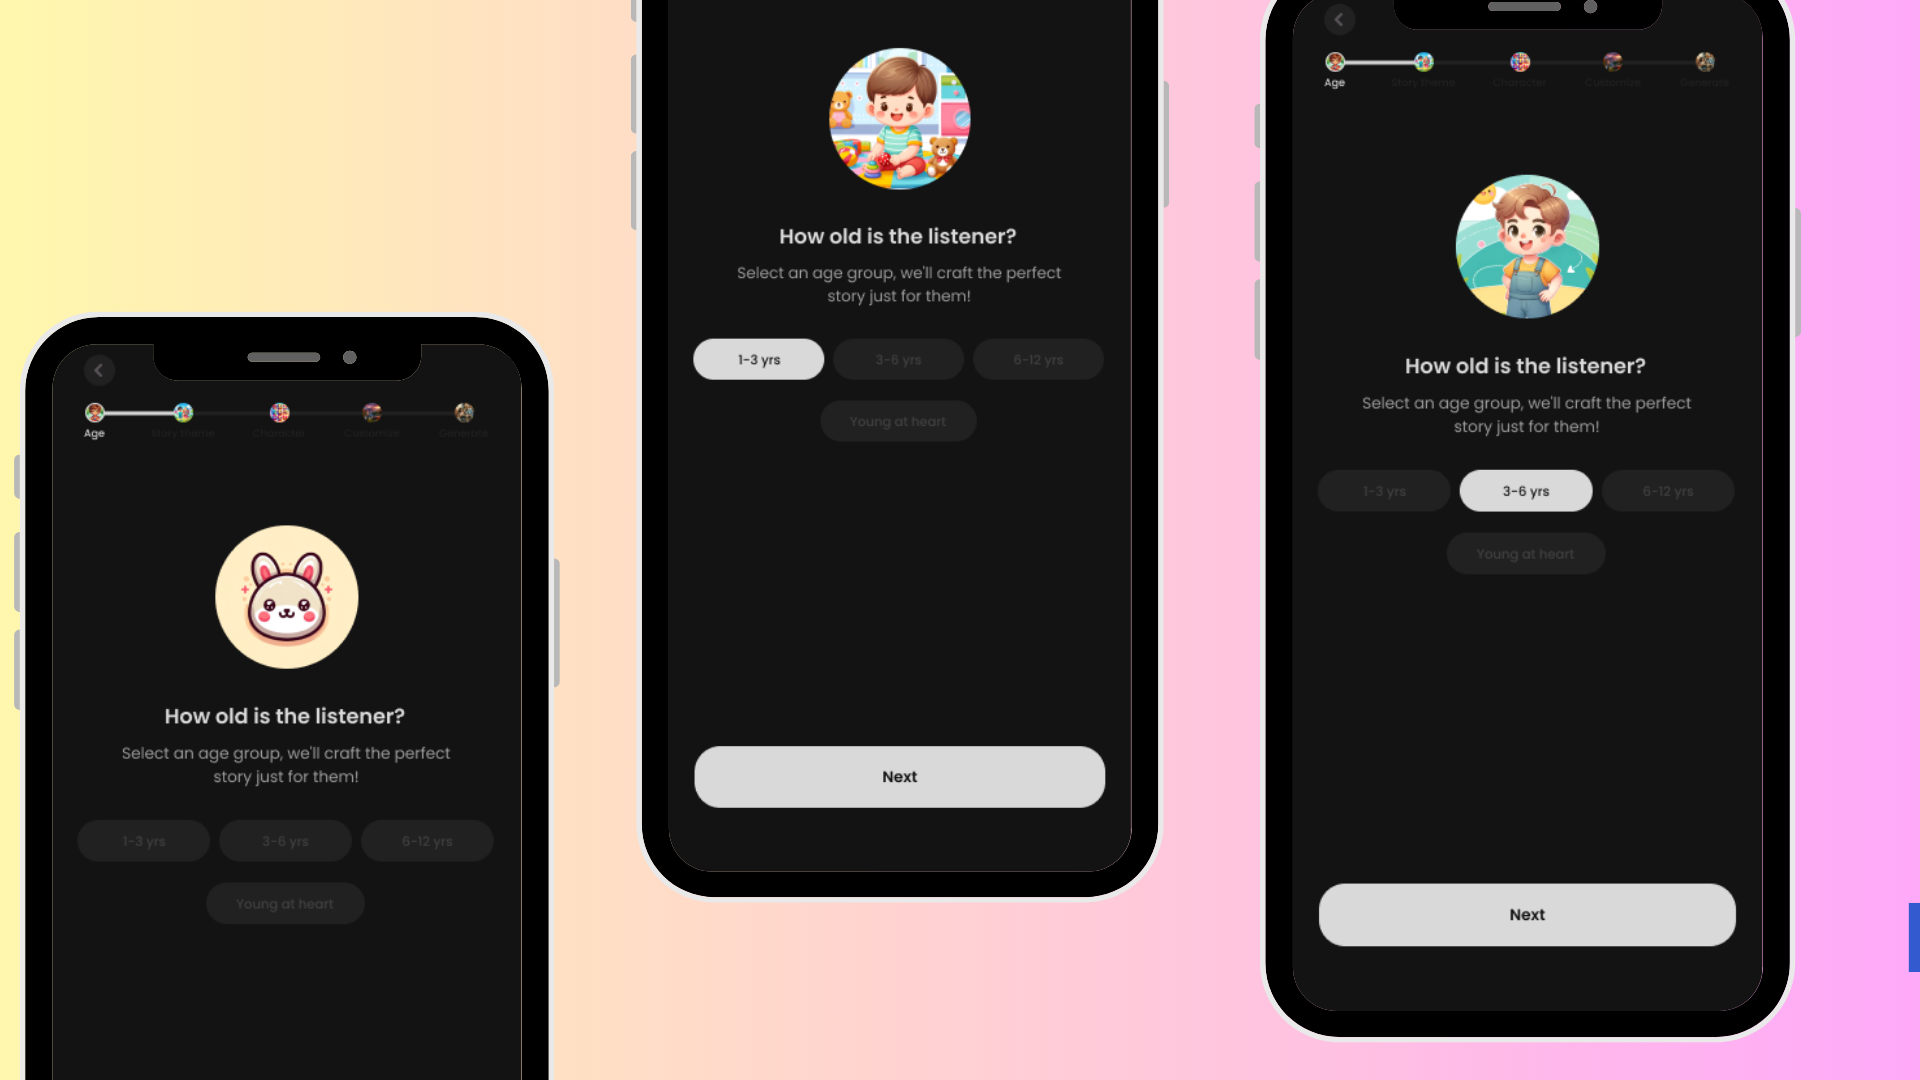 Age
Story theme
Character
Customize
Generate
How old is the listener?
Select an age group, we'll craft the perfect
story just for them!
1-3 yrs
3-6 yrs
6-12 yrs
Young at heart
How old is the listener?
Select an age group, we'll craft the perfect
story just for them!
1-3 yrs
3-6 yrs
6-12 yrs
Young at heart
Next
Age
Story theme
Character
Customize
Generate
How old is the listener?
Select an age group, we'll craft the perfect
story just for them!
1-3 yrs
3-6 yrs
6-12 yrs
Young at heart
Next